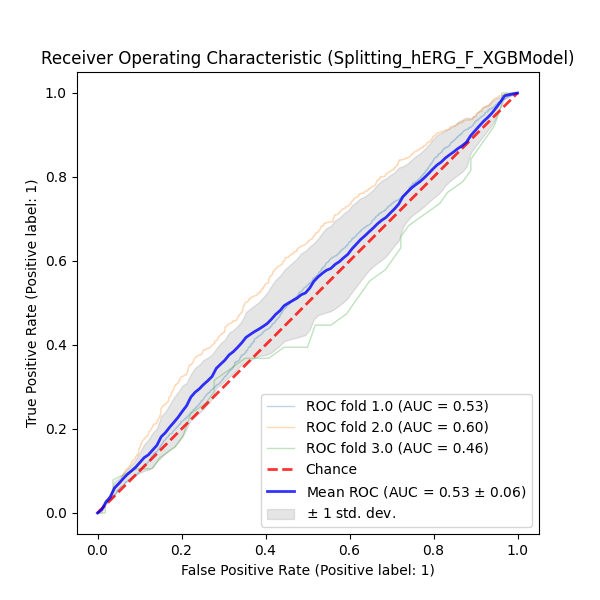 Receiver Operating Characteristic (Splitting_hERG_F_XGBModel)
True Positive Rate (Positive label: 1)
1.0
0.8
0.6
0.4
0.2
0.0
ROC fold 1.0 (AUC = 0.53)
ROC fold 2.0 (AUC = 0.60)
ROC fold 3.0 (AUC = 0.46)
Chance
Mean ROC (AUC = 0.53 ± 0.06)
± 1 std. dev.
0.0 0.2 0.4 0.6 0.8 1.0
False Positive Rate (Positive label: 1)